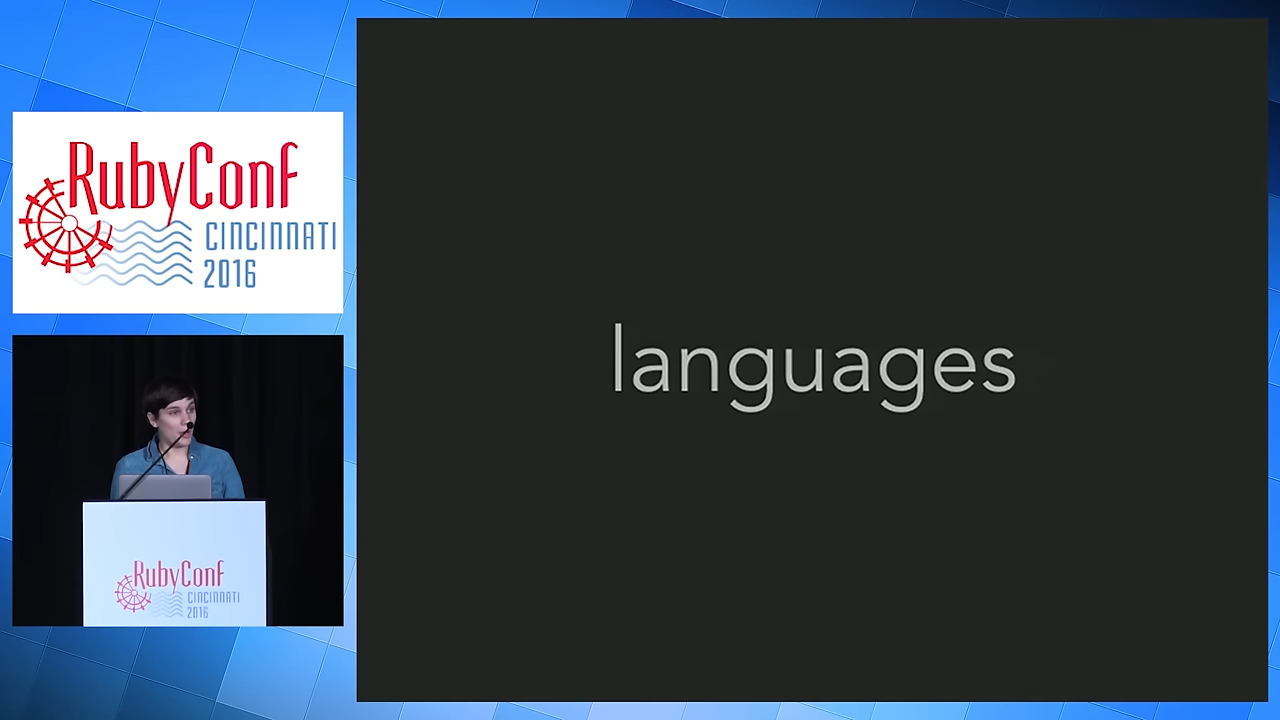 RubyConf
CINCINNATI
2016
languages
RubyConf
CINCINNATI
2016